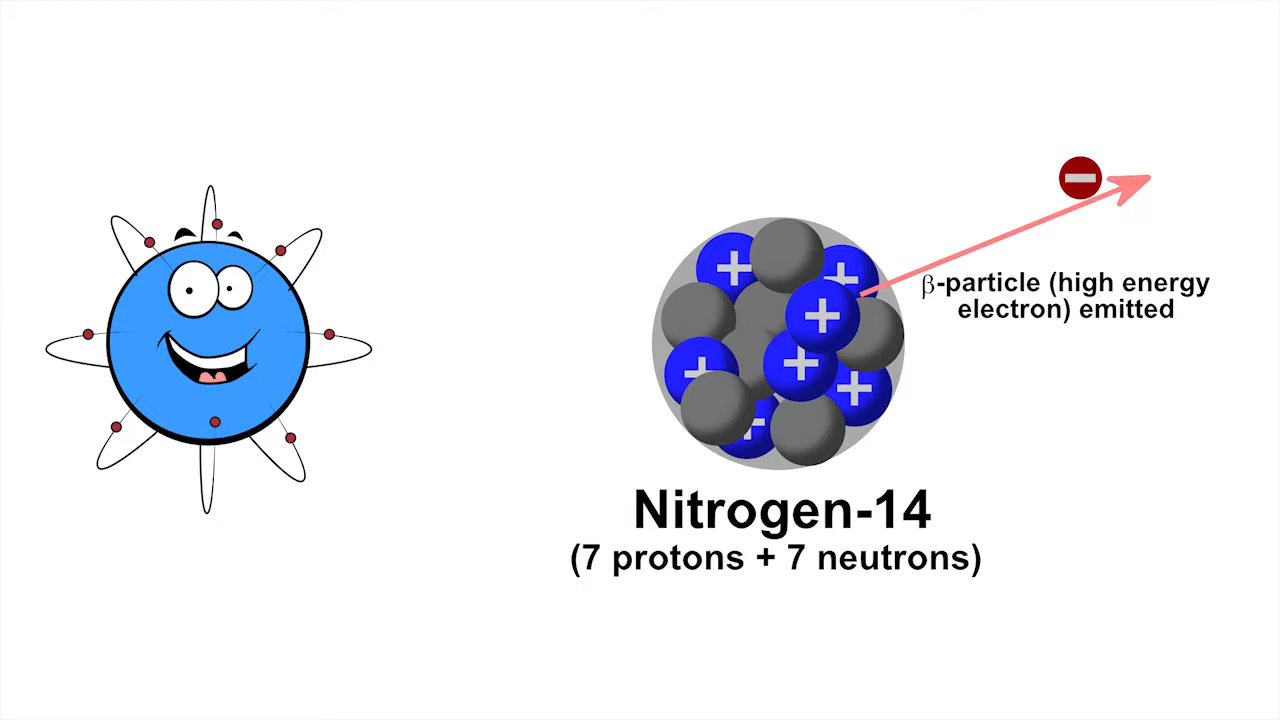 β-particle (high energy
electron) emitted
Nitrogen-14
(7 protons + 7 neutrons)